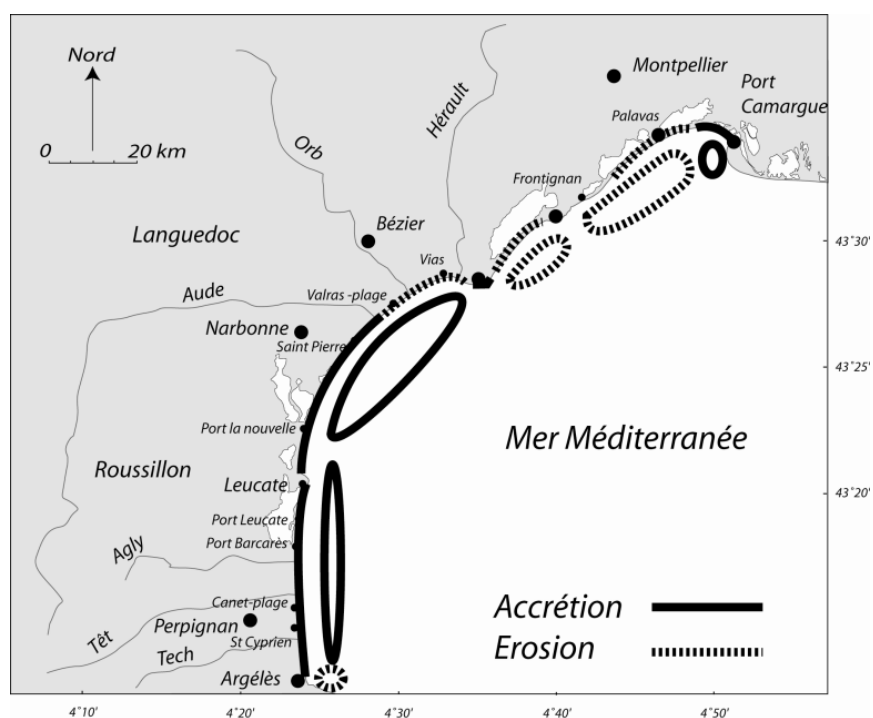 Nord
0 20 km
Montpellier
Port
Camargue
Palavas
Hérault
Orb
Frontignan
Bézier
Languedoc
43˚30'
Vias
Aude
Valras -plage
Narbonne
Saint Pierre
43˚25'
Port la nouvelle
Mer Méditerranée
Roussillon
Leucate
43˚20'
Port Leucate
Port Barcarès
Agly
Canet-plage
Accrétion
Têt
Perpignan
St Cyprien
Erosion
Tech
Argélès
4˚10' 4˚20' 4˚30' 4˚40' 4˚50'